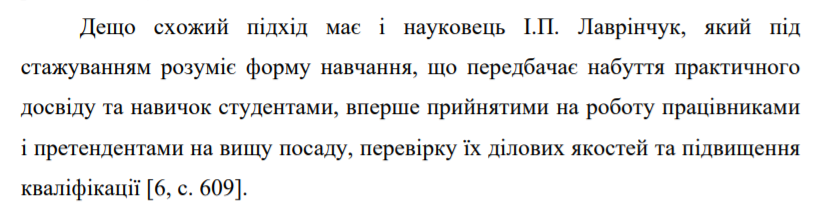 Дещо схожий підхід має і науковець І.П. Лаврінчук, який під
стажуванням розуміє форму навчання, що передбачає набуття практичного
досвіду та навичок студентами, вперше прийнятими на роботу працівниками
і претендентами на вищу посаду, перевірку їх ділових якостей та підвищення
кваліфікації [6, с. 609].